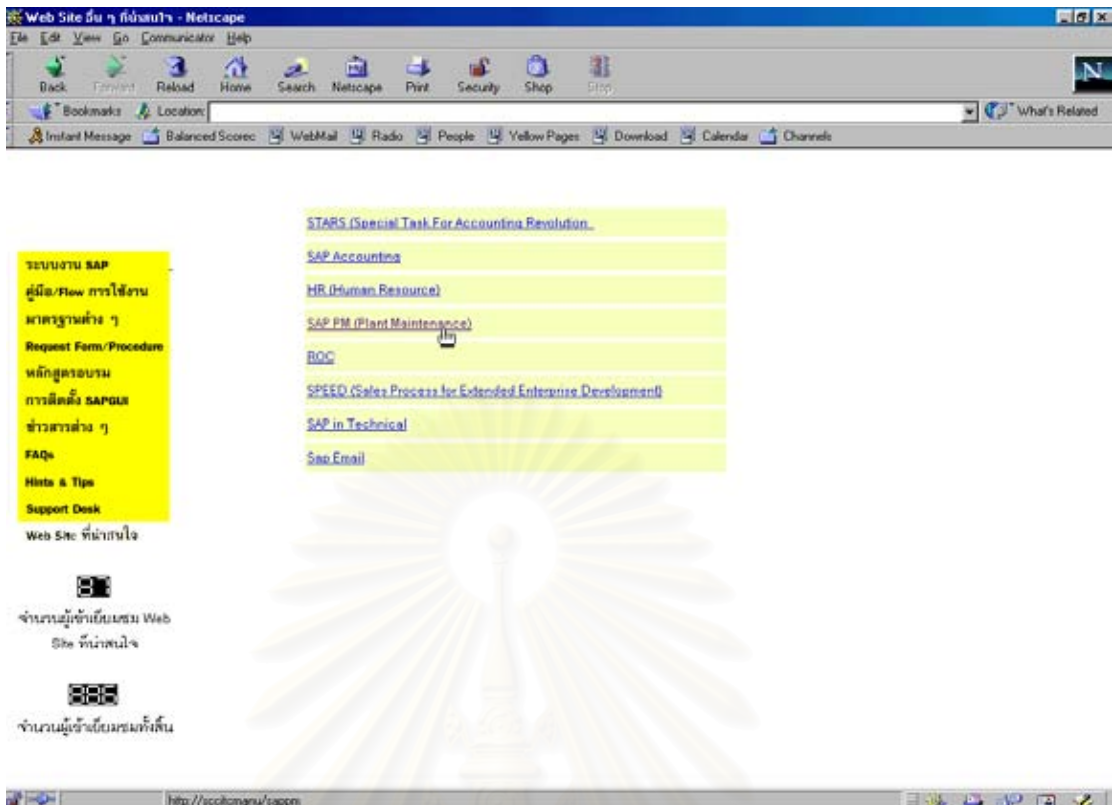 Web Site อื่น ๆ ที่น่าสนใจ - Netscape
File Edit View Go Communicator Help
Back Forward Reload Home Search Netscape Print Security Shop Stop
Bookmarks Location: What's Related
Instant Message Balanced Scorec WebMail Radio People Yellow Pages Download Calendar Channels
STARS (Special Task For Accounting Revolution..
SAP Accounting
HR (Human Resource)
SAP PM (Plant Maintenance)
ROC
SPEED (Sales Process for Extended Enterprise Development)
SAP in Technical
Sap Email
ระบบงาน SAP
คู่มือ/Flow การใช้งาน
มาตรฐานต่าง ๆ
Request Form/Procedure
หลักสูตรอบรม
การติดตั้ง SAPGUI
ข่าวสารต่าง ๆ
FAQs
Hints & Tips
Support Desk
Web Site ที่น่าสนใจ
จำนวนผู้เข้าเยี่ยมชม Web
Site ที่น่าสนใจ
จำนวนผู้เข้าเยี่ยมชมทั้งสิ้น